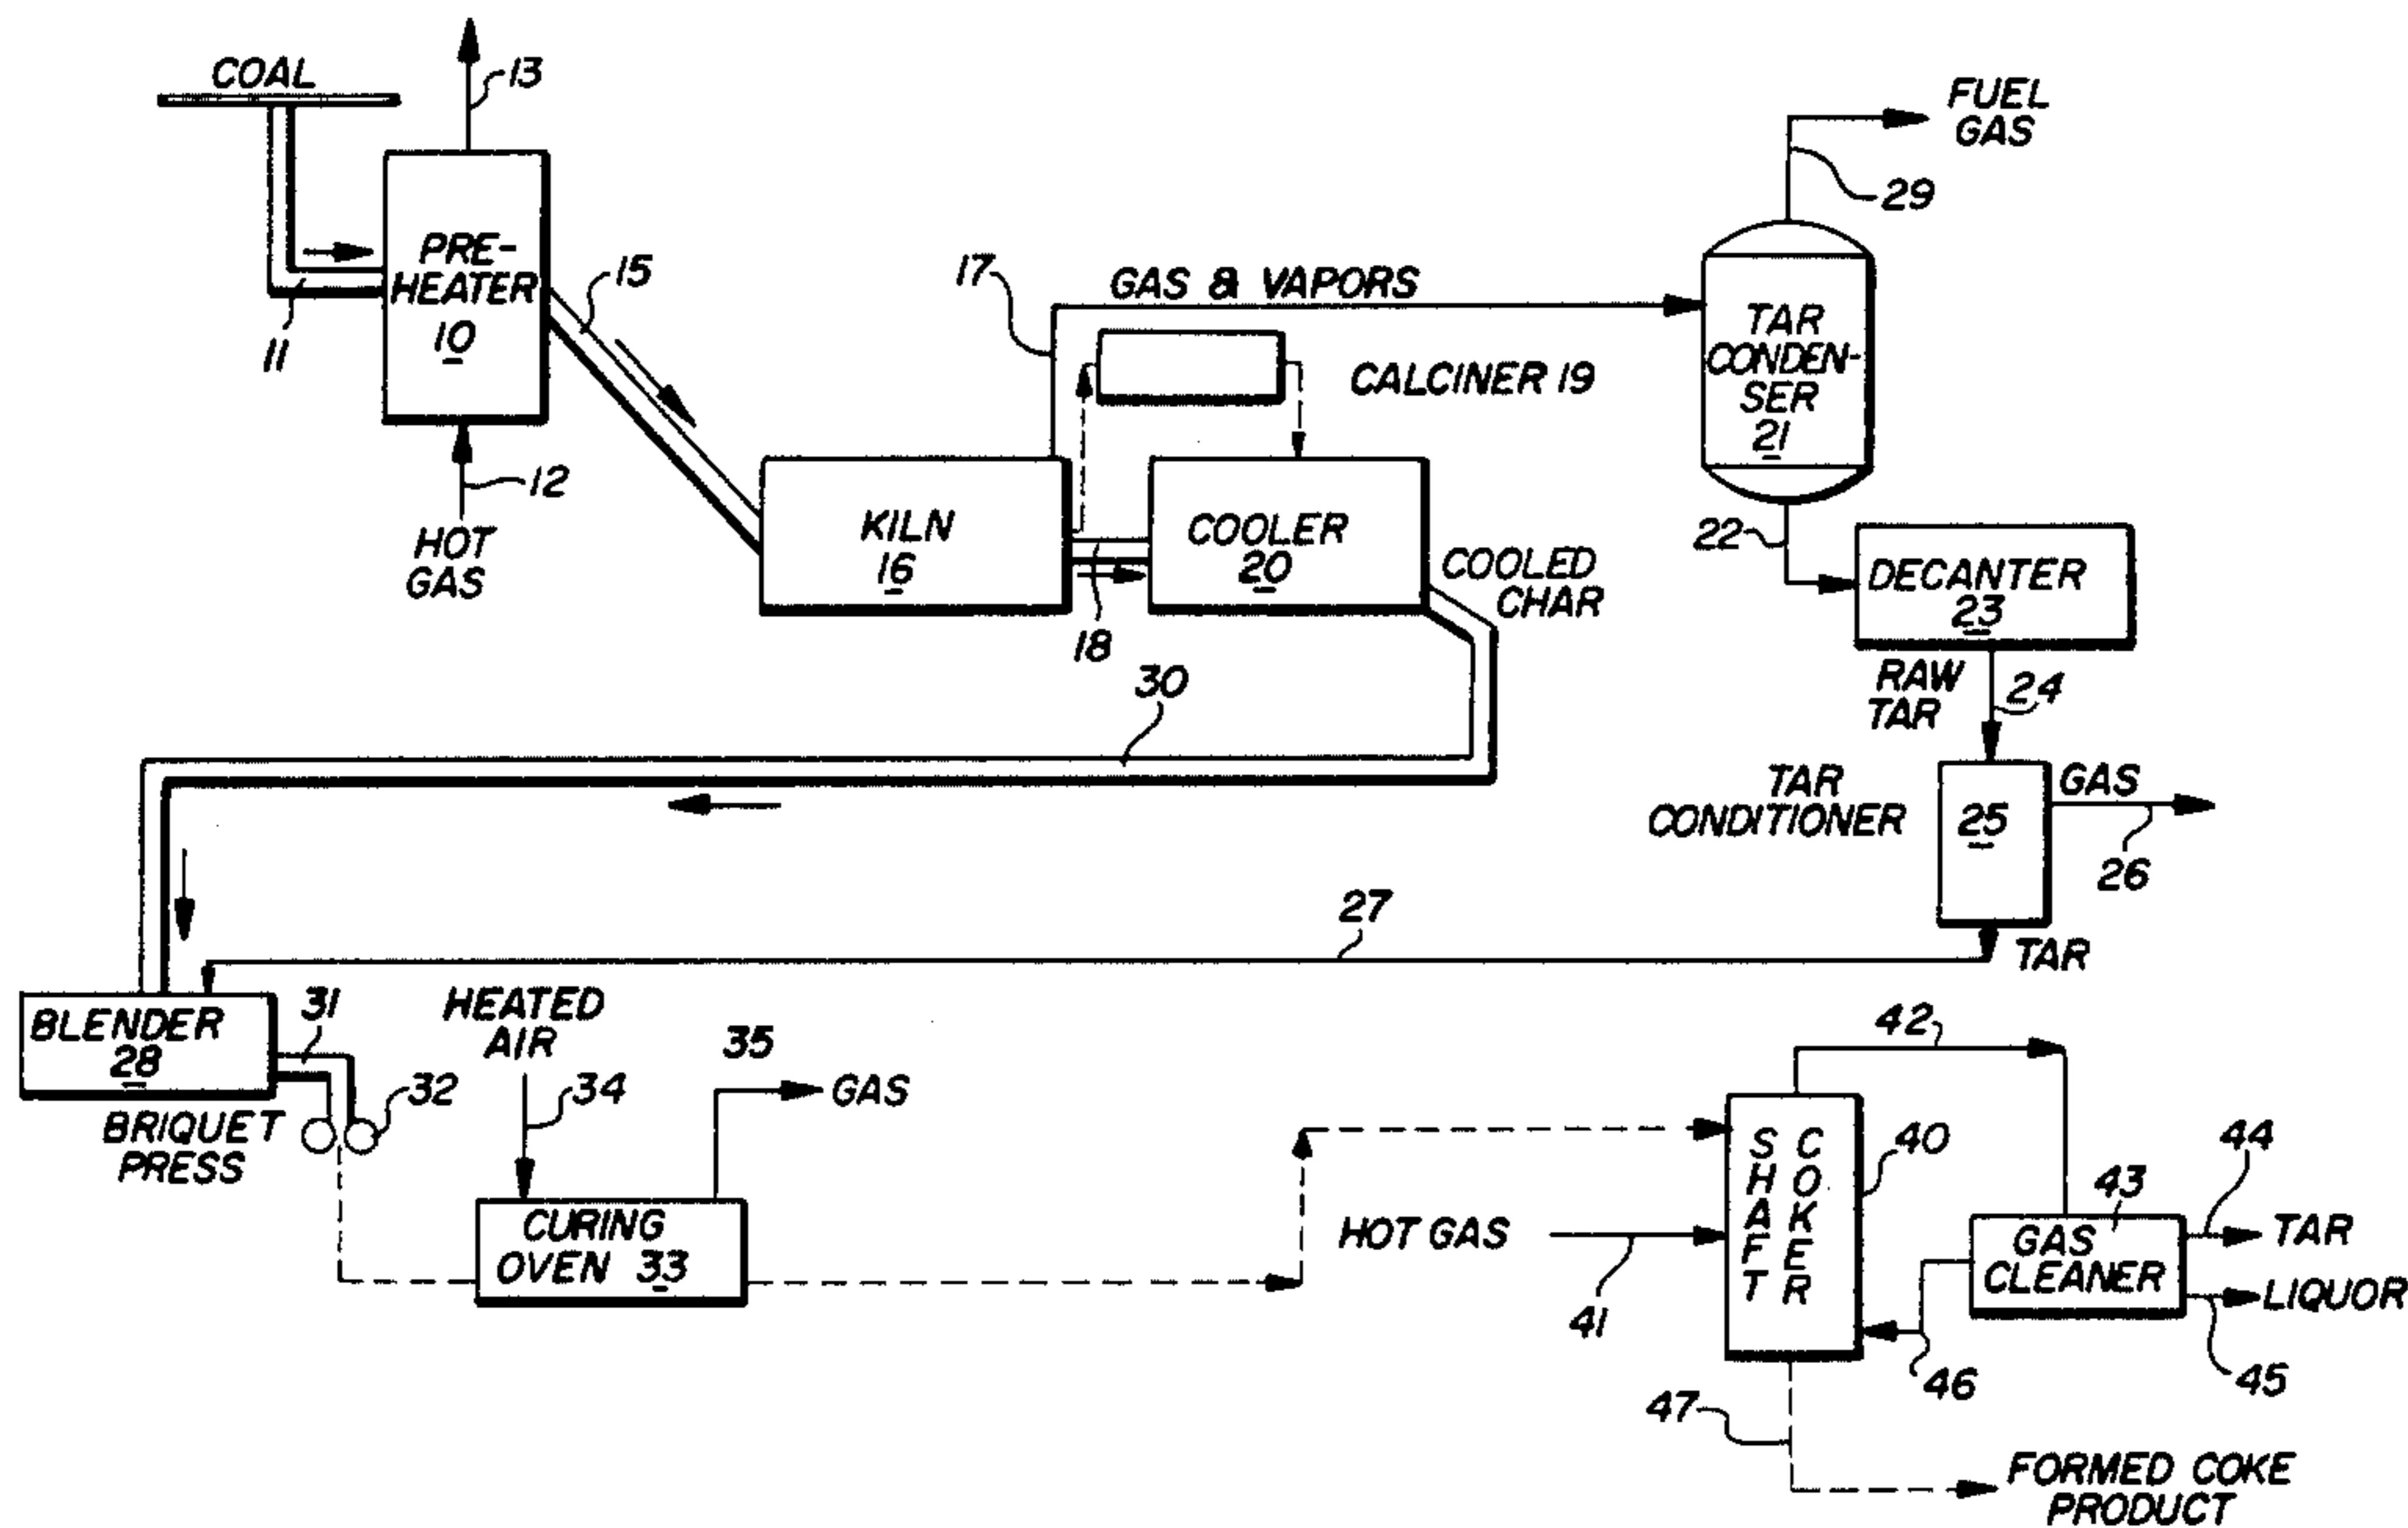 COAL
13
FUEL
GAS
29
PRE-
HEATER
10
11
15
12
HOT
GAS
17
GAS & VAPORS
CALCINER 19
TAR
CONDEN-
SER
21
KILN
16
18
COOLER
20
COOLED
CHAR
22
DECANTER
23
RAW
TAR
24
30
TAR
CONDITIONER
25
GAS
26
27
TAR
BLENDER
28
31
BRIQUET
PRESS
32
HEATED
AIR
34
35
GAS
CURING
OVEN 33
HOT GAS
41
SHAFT
COKER
40
42
43
GAS
CLEANER
44
TAR
LIQUOR
45
46
47
FORMED COKE
PRODUCT